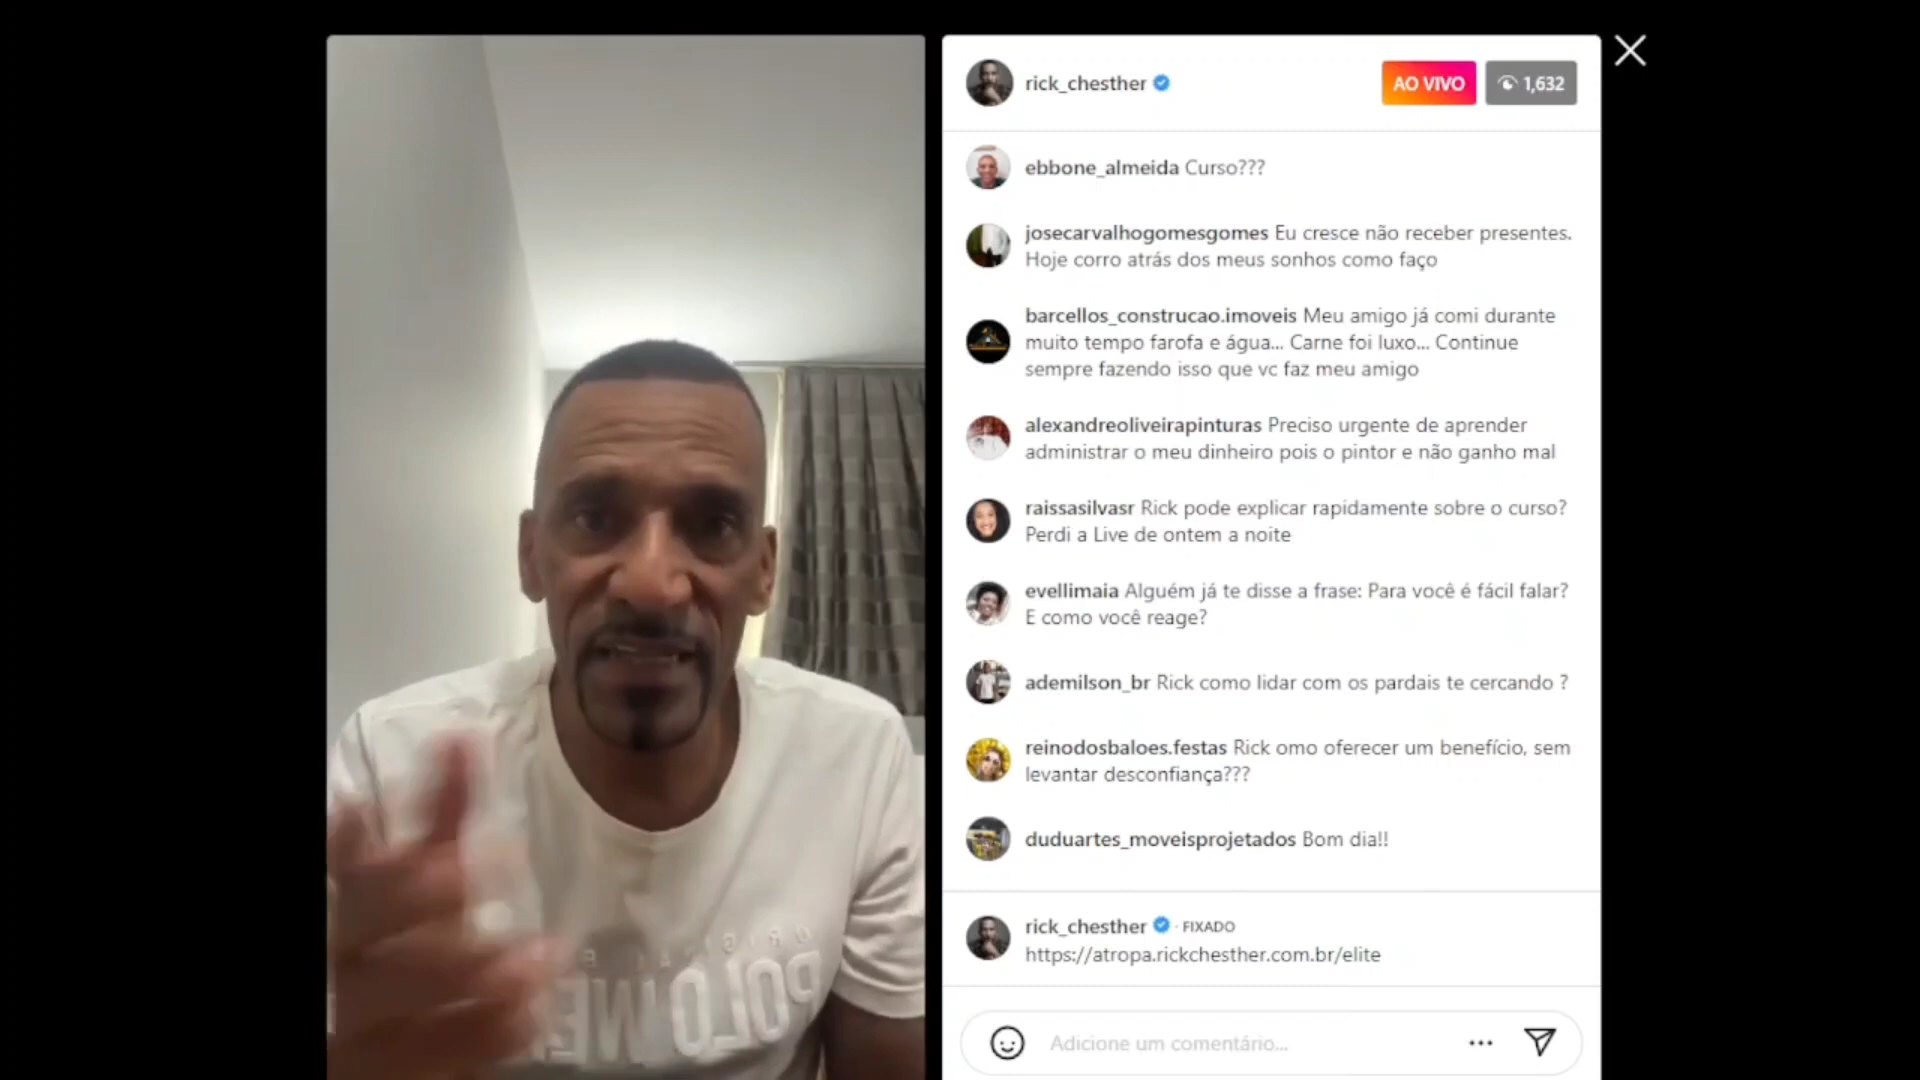 rick_chesther
AO VIVO
1,632
ebbone_almeida Curso???
josecarvalhogomesgomes Eu cresce não receber presentes.
Hoje corro atrás dos meus sonhos como faço
barcellos_construcao.imoveis Meu amigo já comi durante
muito tempo farofa e água... Carne foi luxo... Continue
sempre fazendo isso que vc faz meu amigo
alexandreoliveirapinturas Preciso urgente de aprender
administrar o meu dinheiro pois o pintor e não ganho mal
raissasilvasr Rick pode explicar rapidamente sobre o curso?
Perdi a Live de ontem a noite
evellimaia Alguém já te disse a frase: Para você é fácil falar?
E como você reage?
ademilson_br Rick como lidar com os pardais te cercando ?
reinodosbaloes.festas Rick omo oferecer um benefício, sem
levantar desconfiança???
duduartes_moveisprojetados Bom dia!!
rick_chesther · FIXADO
https://atropa.rickchesther.com.br/elite
Adicione um comentário...
ORIGINAL
POLO WE